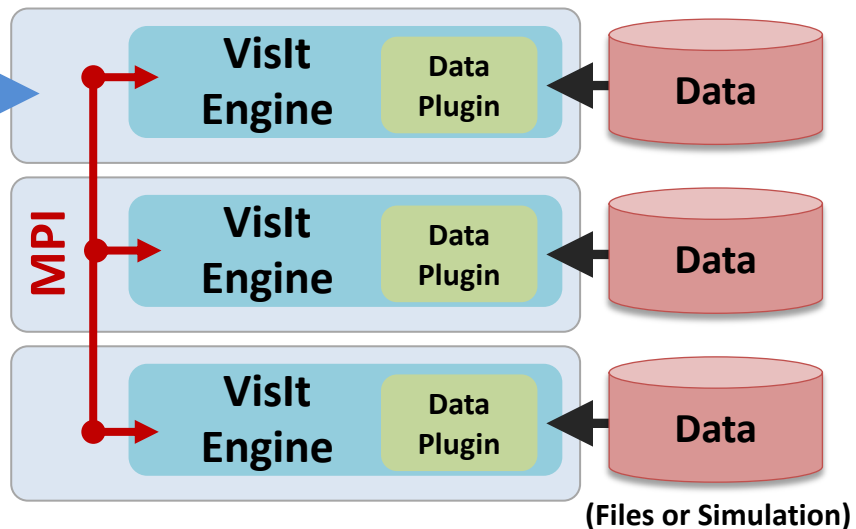 VisIt
Engine
Data
Plugin
Data
MPI
VisIt
Engine
Data
Plugin
Data
VisIt
Engine
Data
Plugin
Data
(Files or Simulation)